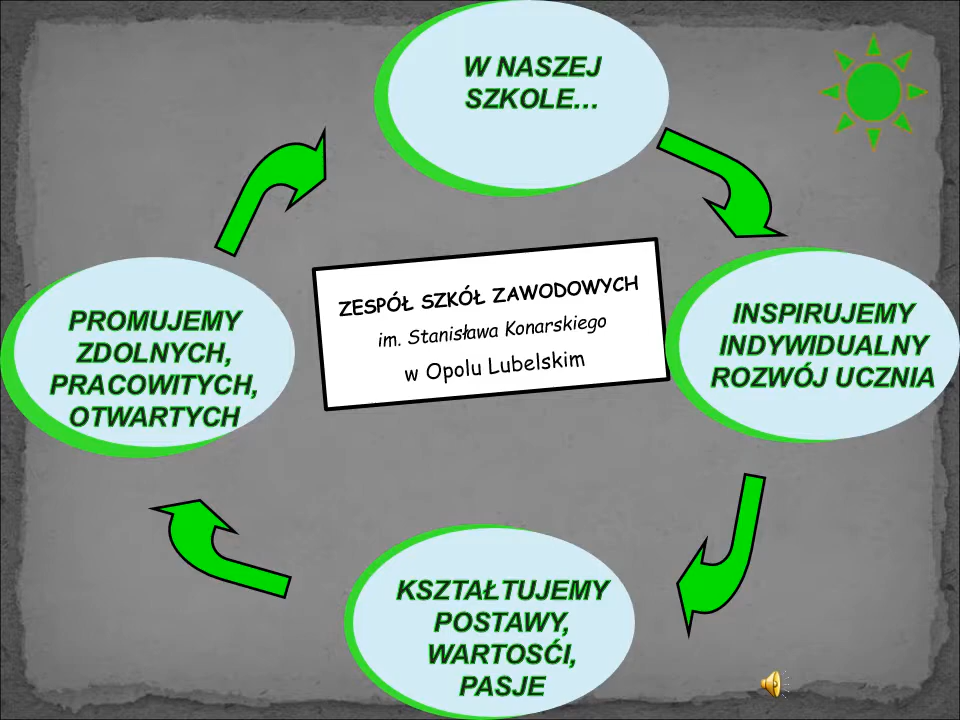 W NASZEJ
SZKOLE...
ZESPÓŁ SZKÓŁ ZAWODOWYCH
im. Stanisława Konarskiego
w Opolu Lubelskim
INSPIRUJEMY
INDYWIDUALNY
ROZWÓJ UCZNIA
KSZTAŁTUJEMY
POSTAWY,
WARTOSĆI,
PASJE
PROMUJEMY
ZDOLNYCH,
PRACOWITYCH,
OTWARTYCH